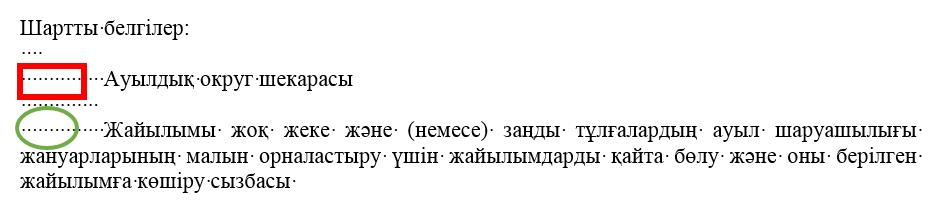 Шартты белгілер:
Ауылдық округ шекарасы
Жайылымы жоқ жеке және (немесе) заңды тұлғалардың ауыл шаруашылығы
жануарларының малын орналастыру үшін жайылымдарды қайта бөлу және оны берілген
жайылымға көшіру сызбасы